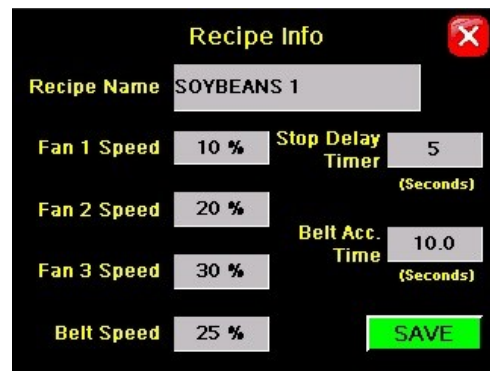 Recipe Info
Recipe Name SOYBEANS 1
Fan 1 Speed 10 %
Stop Delay
Timer 5
(Seconds)
Fan 2 Speed 20 %
Belt Acc.
Time 10.0
(Seconds)
Fan 3 Speed 30 %
Belt Speed 25 %
SAVE